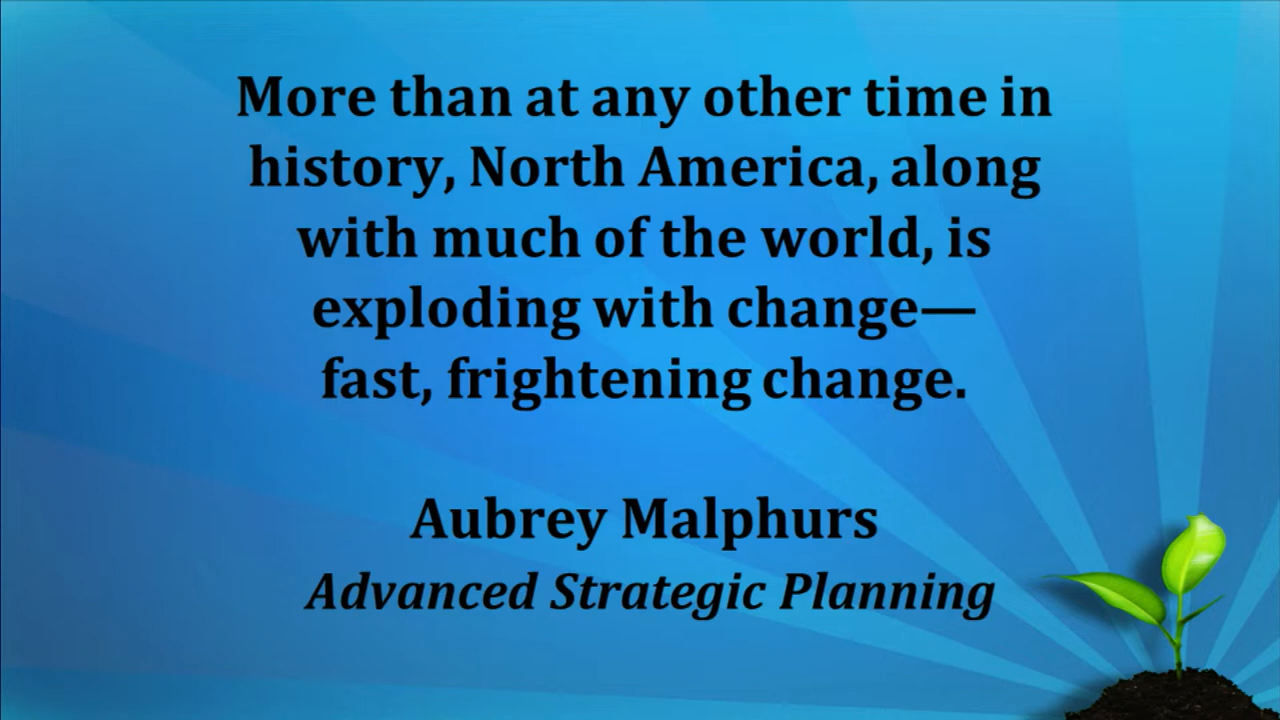 More than at any other time in
history, North America, along
with much of the world, is
exploding with change—
fast, frightening change.
Aubrey Malphurs
Advanced Strategic Planning